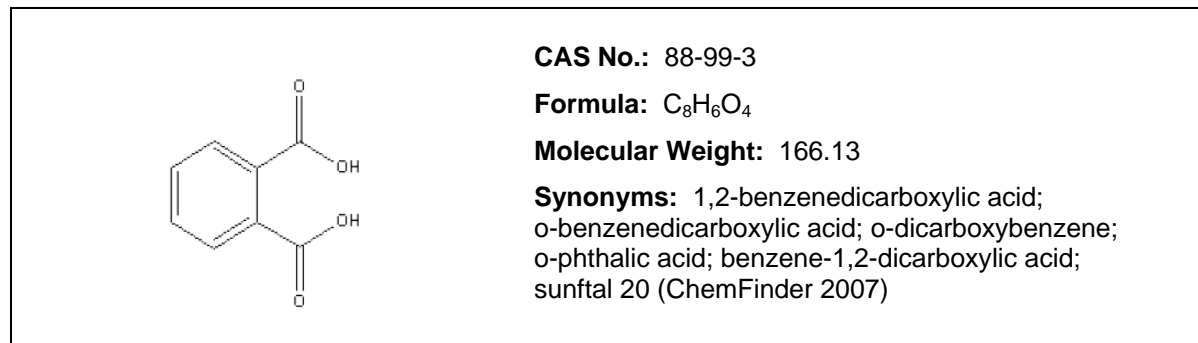 O
OH
OH
O
CAS No.: 88-99-3
Formula: C₈H₆O₄
Molecular Weight: 166.13
Synonyms: 1,2-benzenedicarboxylic acid;
o-benzenedicarboxylic acid; o-dicarboxybenzene;
o-phthalic acid; benzene-1,2-dicarboxylic acid;
sunftal 20 (ChemFinder 2007)